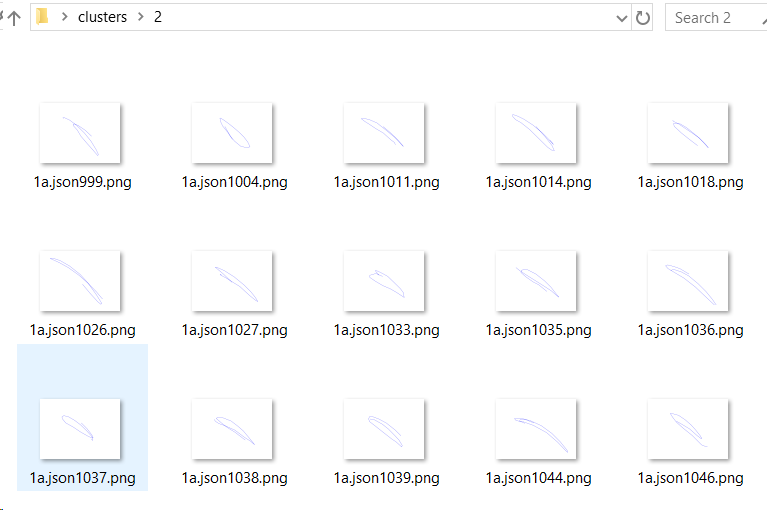 clusters 2 Search 2
1a.json999.png 1a.json1004.png 1a.json1011.png 1a.json1014.png 1a.json1018.png
1a.json1026.png 1a.json1027.png 1a.json1033.png 1a.json1035.png 1a.json1036.png
1a.json1037.png 1a.json1038.png 1a.json1039.png 1a.json1044.png 1a.json1046.png